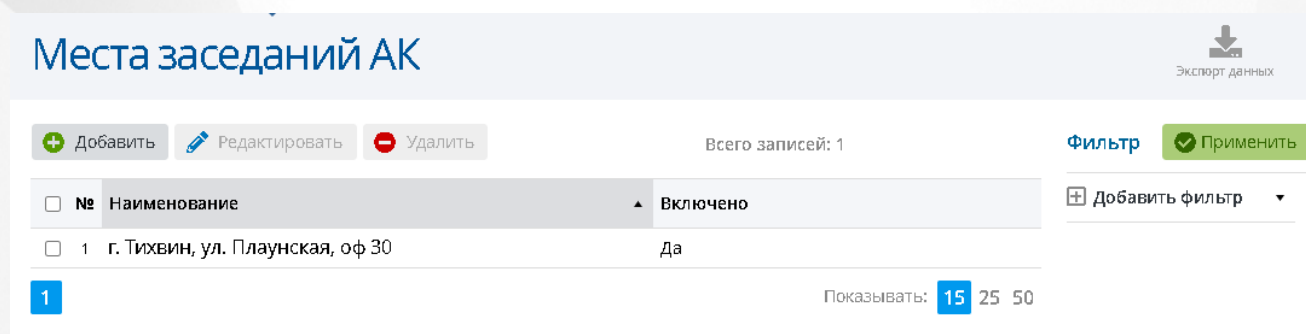 Места заседаний АК
Экспорт данных
Добавить Редактировать Удалить Всего записей: 1 Фильтр Применить
№ Наименование Включено Добавить фильтр
1 г. Тихвин, ул. Плаунская, оф 30 Да
1 Показывать: 15 25 50